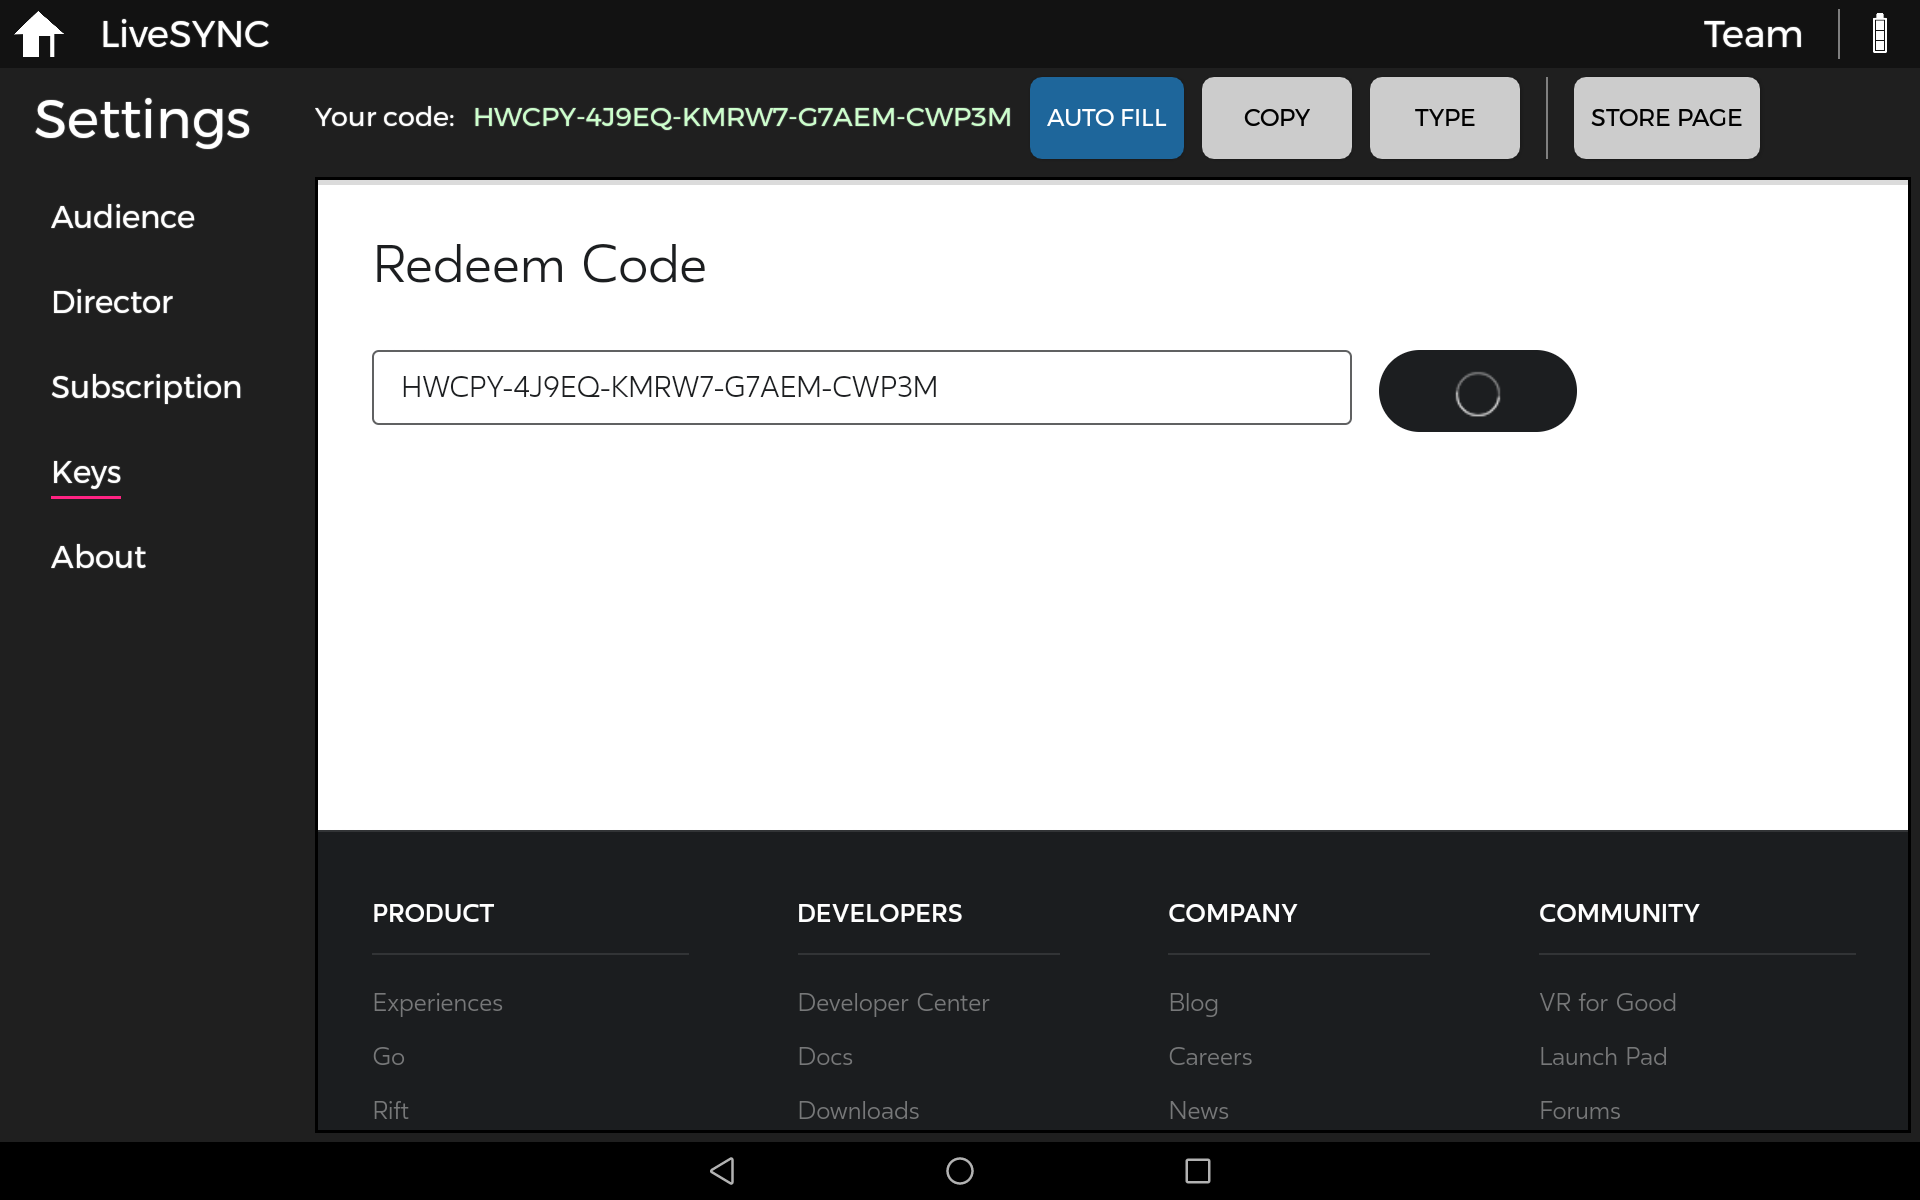 LiveSYNC
Team
Settings
Your code: HWCPY-4J9EQ-KMRW7-G7AEM-CWP3M
AUTO FILL
COPY
TYPE
STORE PAGE
Audience
Director
Subscription
Keys
About
Redeem Code
HWCPY-4J9EQ-KMRW7-G7AEM-CWP3M
PRODUCT
Experiences
Go
Rift
DEVELOPERS
Developer Center
Docs
Downloads
COMPANY
Blog
Careers
News
COMMUNITY
VR for Good
Launch Pad
Forums